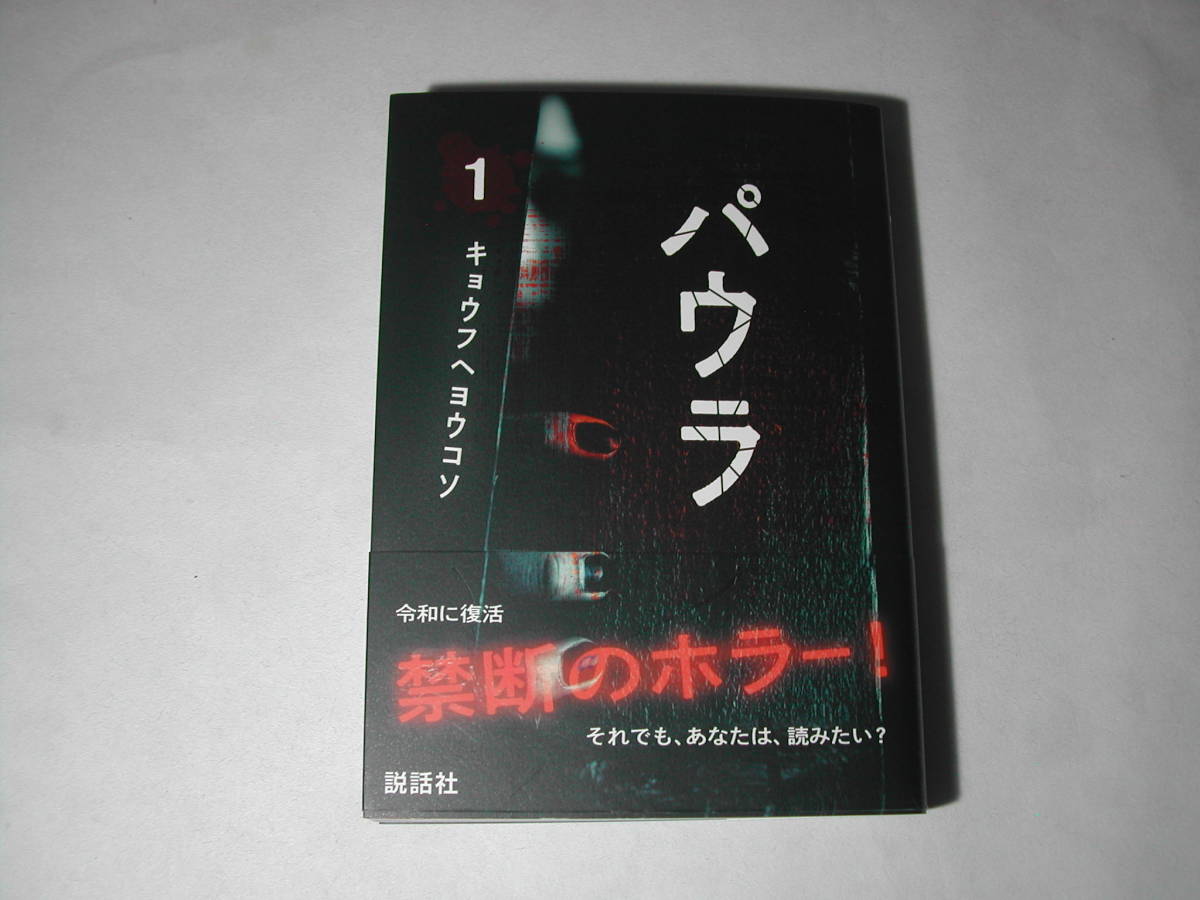 パウラ
1
キョウフヘヨウコソ
令和に復活
禁断のホラー!
それでも、あなたは、読みたい?
説話社